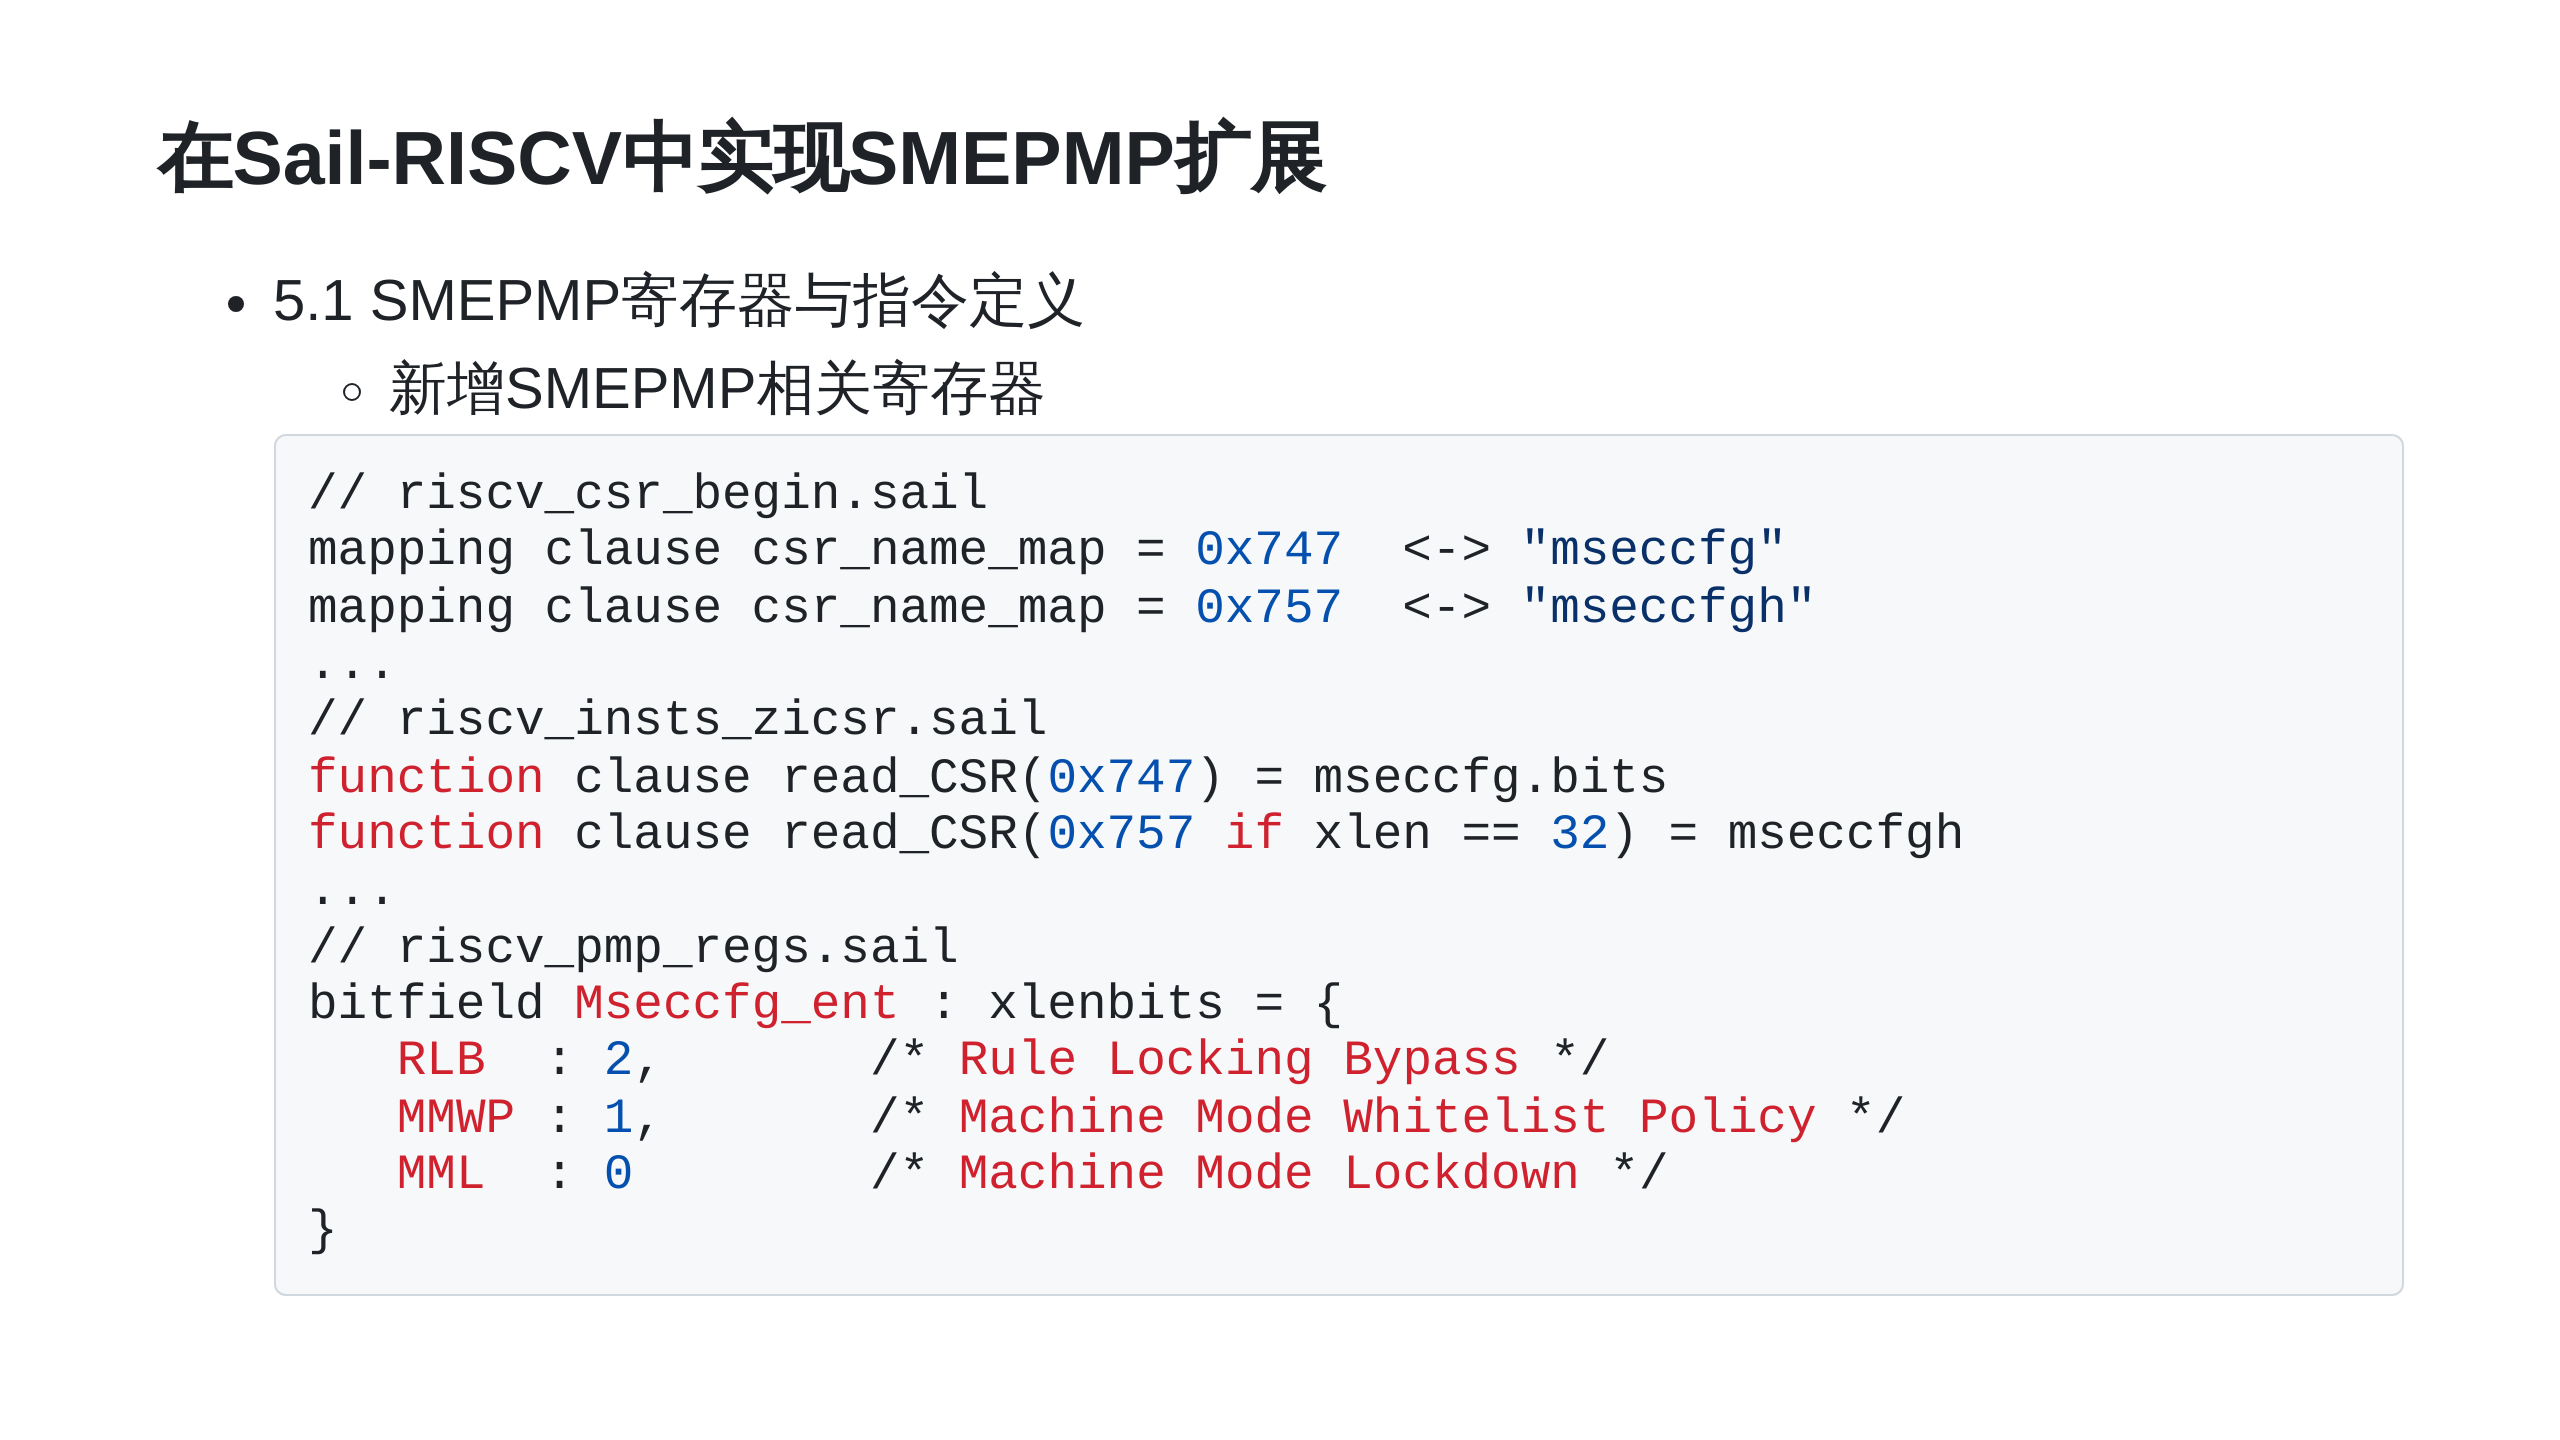 在Sail-RISCV中实现SMEPMP扩展
• 5.1 SMEPMP寄存器与指令定义
◦ 新增SMEPMP相关寄存器
// riscv_csr_begin.sail
mapping clause csr_name_map = 0x747  <-> "mseccfg"
mapping clause csr_name_map = 0x757  <-> "mseccfgh"
...
// riscv_insts_zicsr.sail
function clause read_CSR(0x747) = mseccfg.bits
function clause read_CSR(0x757 if xlen == 32) = mseccfgh
...
// riscv_pmp_regs.sail
bitfield Mseccfg_ent : xlenbits = {
   RLB  : 2,       /* Rule Locking Bypass */
   MMWP : 1,       /* Machine Mode Whitelist Policy */
   MML  : 0        /* Machine Mode Lockdown */
}